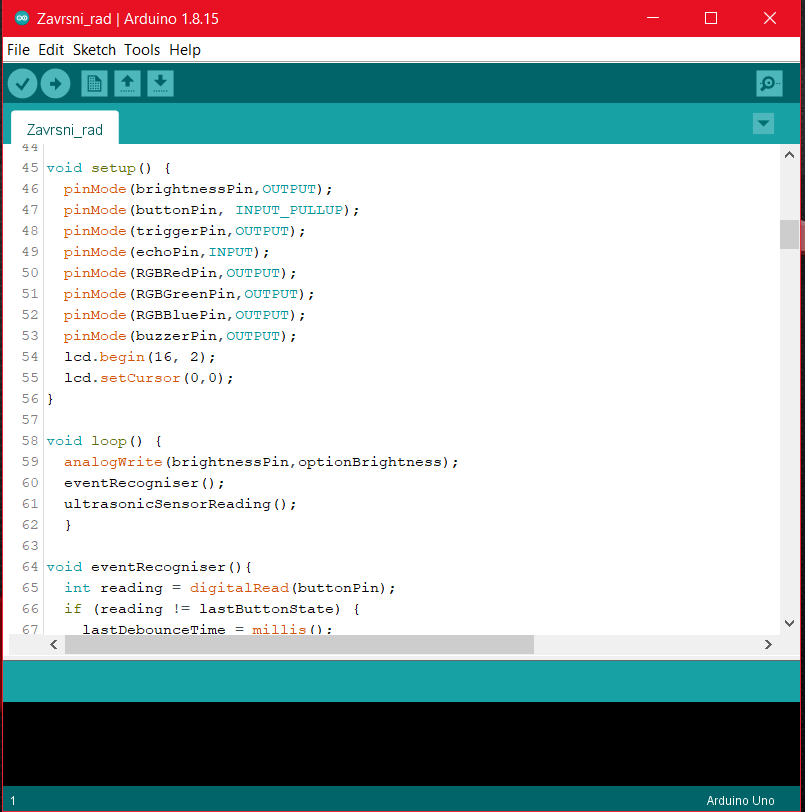 Zavrsni_rad | Arduino 1.8.15
File Edit Sketch Tools Help
Zavrsni_rad
44
45 void setup() {
46 pinMode(brightnessPin,OUTPUT);
47 pinMode(buttonPin, INPUT_PULLUP);
48 pinMode(triggerPin,OUTPUT);
49 pinMode(echoPin,INPUT);
50 pinMode(RGBRedPin,OUTPUT);
51 pinMode(RGBGreenPin,OUTPUT);
52 pinMode(RGBBluePin,OUTPUT);
53 pinMode(buzzerPin,OUTPUT);
54 lcd.begin(16, 2);
55 lcd.setCursor(0,0);
56 }
57
58 void loop() {
59 analogWrite(brightnessPin,optionBrightness);
60 eventRecogniser();
61 ultrasonicSensorReading();
62 }
63
64 void eventRecogniser(){
65 int reading = digitalRead(buttonPin);
66 if (reading != lastButtonState) {
67 lastDebounceTime = millis();
1 Arduino Uno